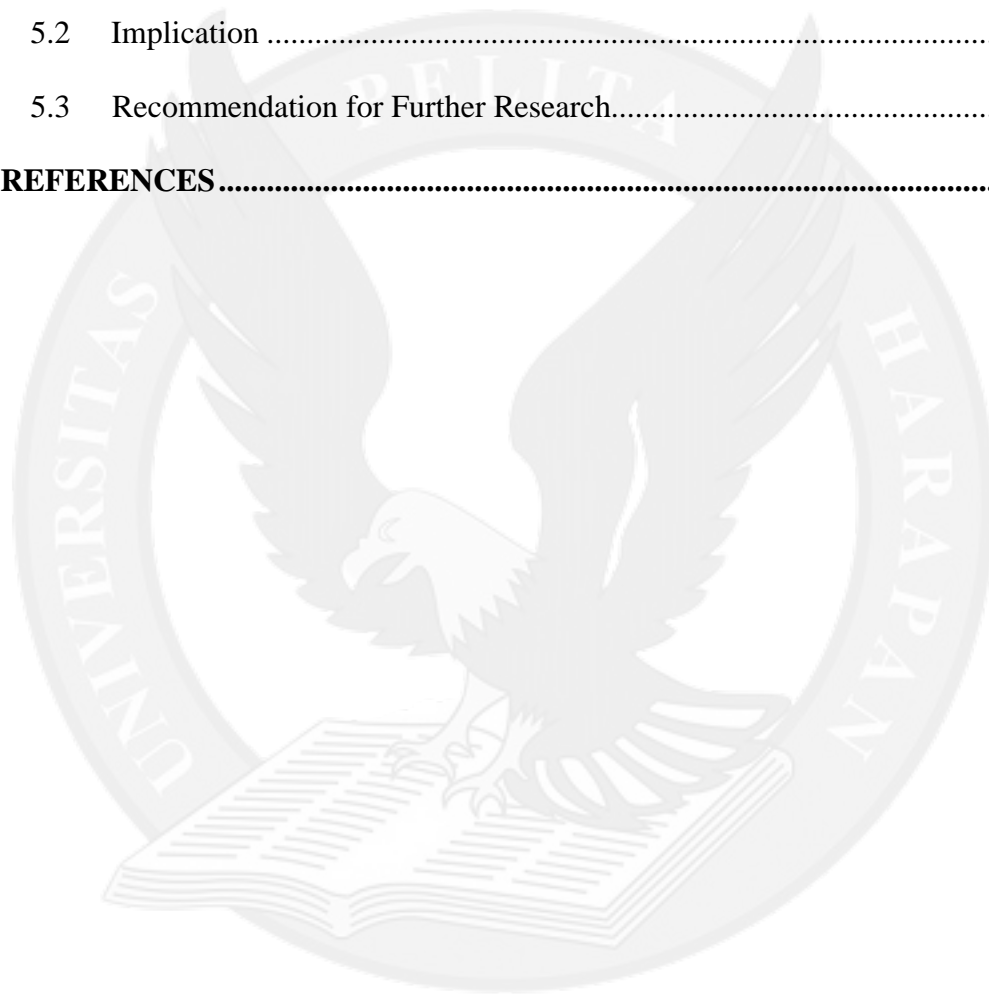 5.2 Implication ...........................................................................................
5.3 Recommendation for Further Research................................................
REFERENCES.................................................................................................
UNIVERSITAS PELITA HARAPAN